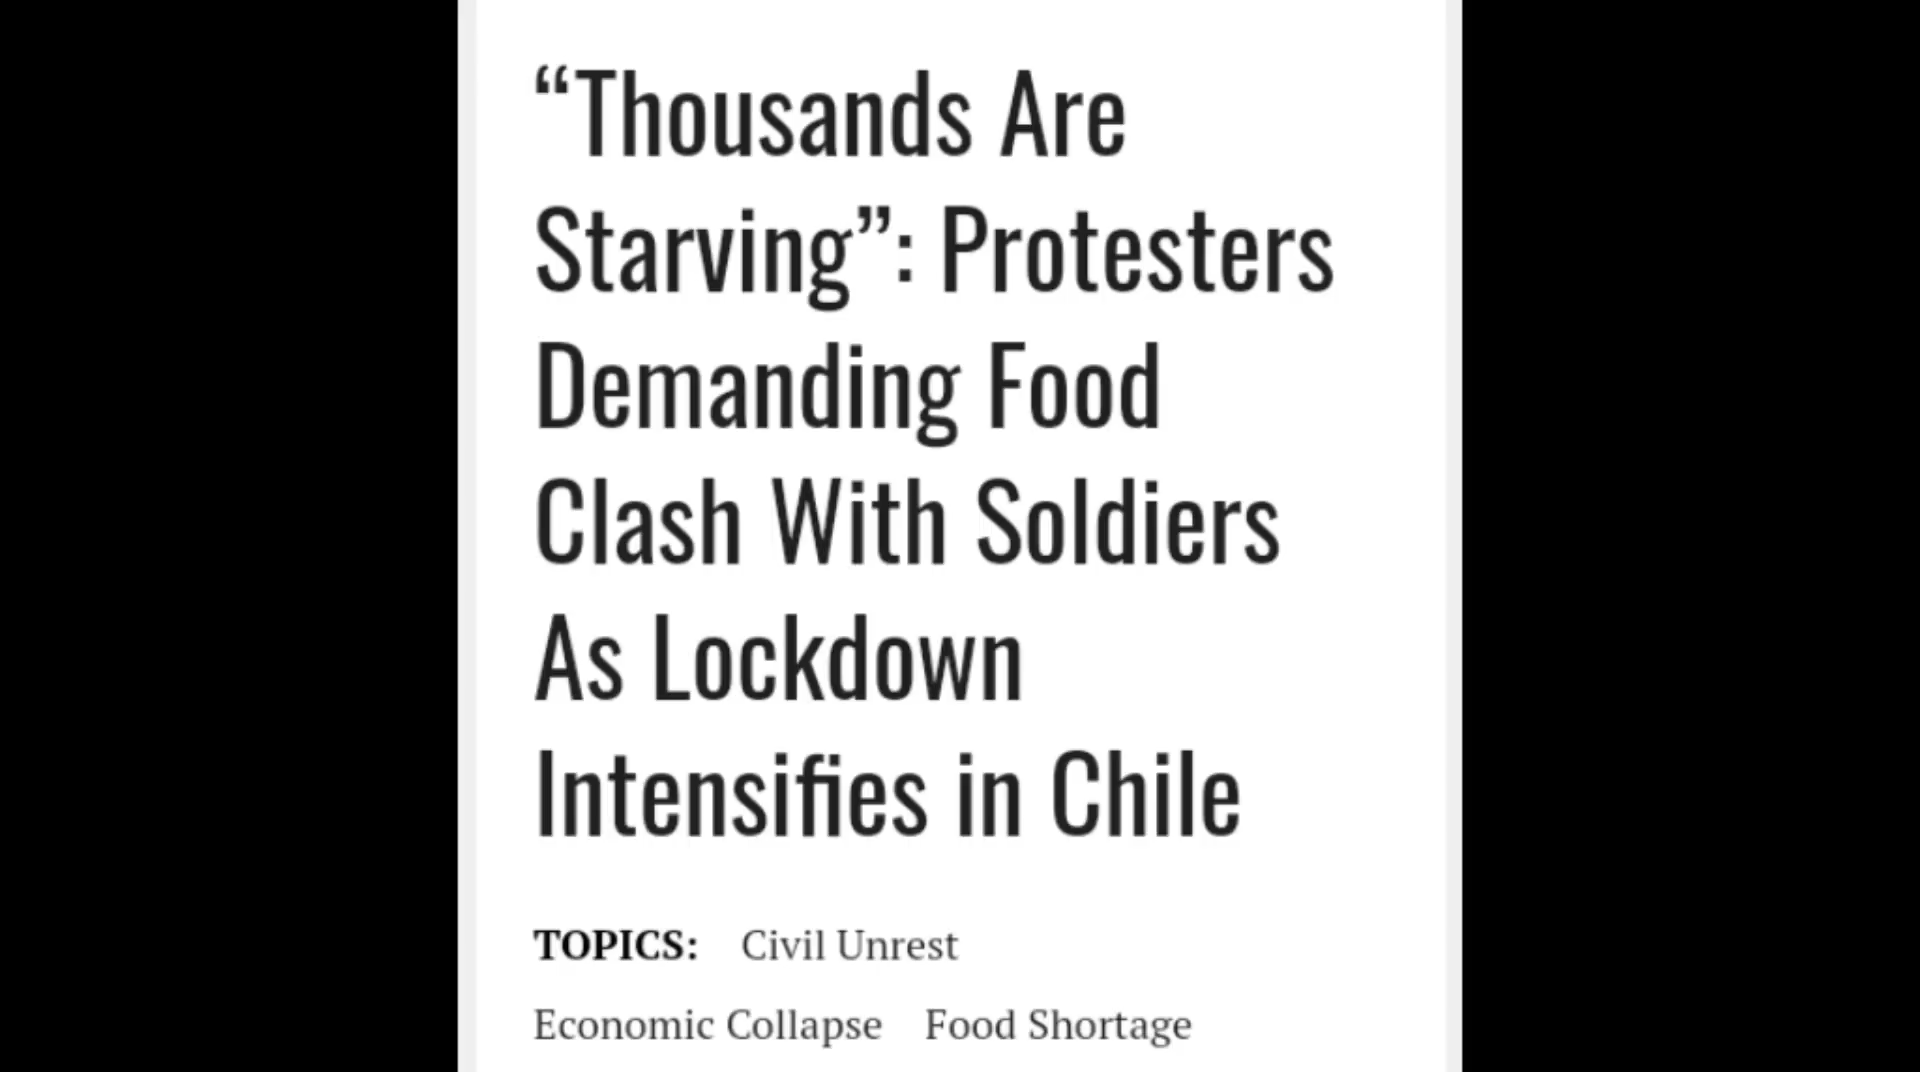 “Thousands Are
Starving”: Protesters
Demanding Food
Clash With Soldiers
As Lockdown
Intensifies in Chile
TOPICS: Civil Unrest
Economic Collapse Food Shortage